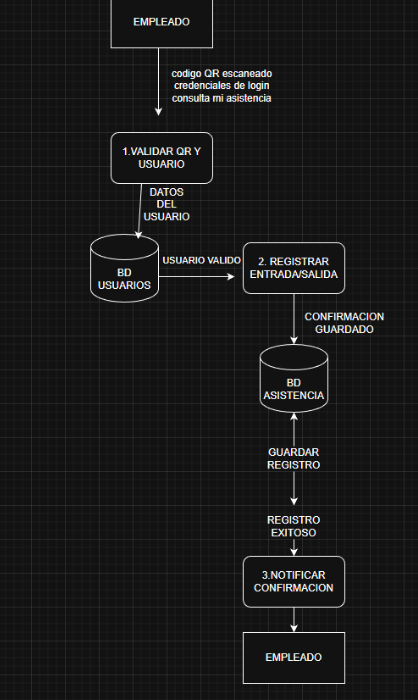 EMPLEADO
codigo QR escaneado
credenciales de login
consulta mi asistencia
1.VALIDAR QR Y
USUARIO
DATOS
DEL
USUARIO
BD
USUARIOS
USUARIO VALIDO
2. REGISTRAR
ENTRADA/SALIDA
CONFIRMACION
GUARDADO
BD
ASISTENCIA
GUARDAR
REGISTRO
REGISTRO
EXITOSO
3.NOTIFICAR
CONFIRMACION
EMPLEADO